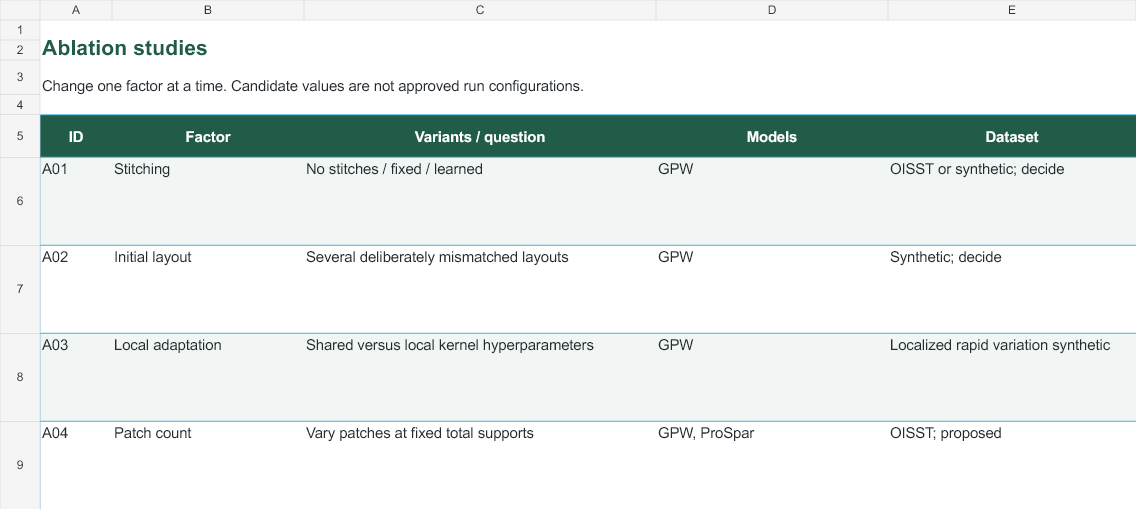 A B C D E
1
2 Ablation studies
3 Change one factor at a time. Candidate values are not approved run configurations.
4
5 ID Factor Variants / question Models Dataset
6 A01 Stitching No stitches / fixed / learned GPW OISST or synthetic; decide
7 A02 Initial layout Several deliberately mismatched layouts GPW Synthetic; decide
8 A03 Local adaptation Shared versus local kernel hyperparameters GPW Localized rapid variation synthetic
9 A04 Patch count Vary patches at fixed total supports GPW, ProSpar OISST; proposed